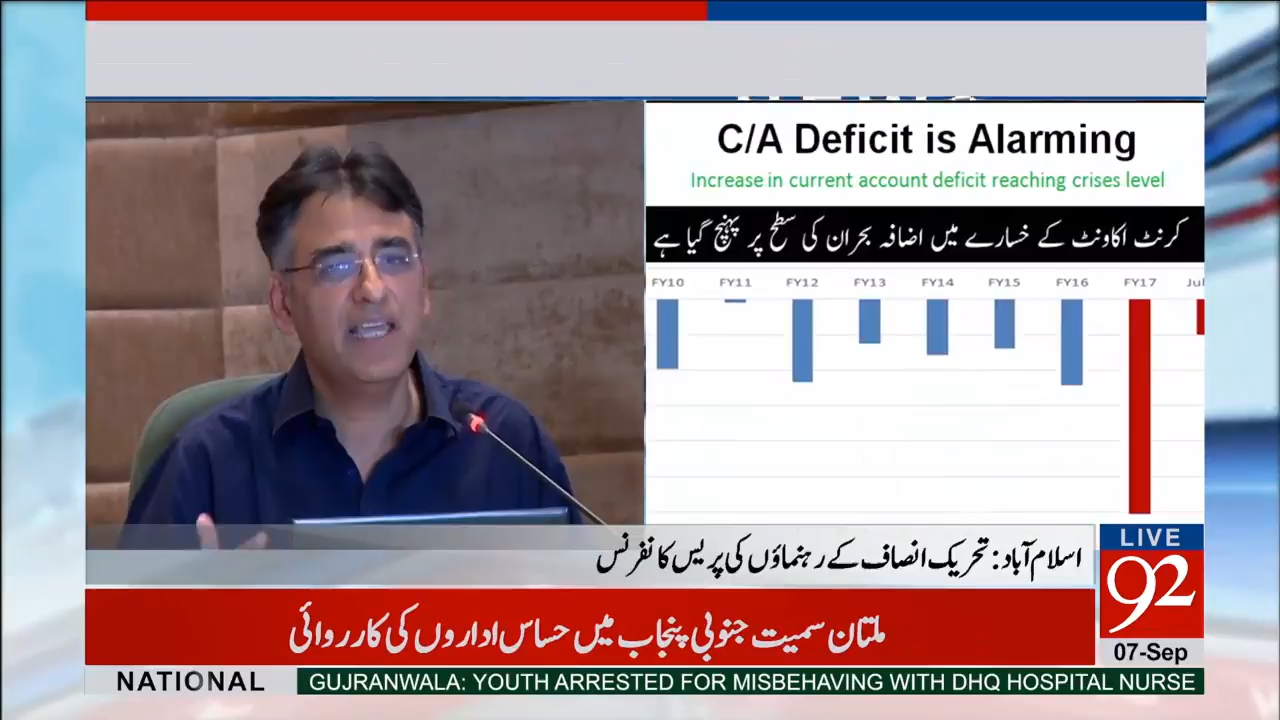 C/A Deficit is Alarming
Increase in current account deficit reaching crises level
کرنٹ اکاونٹ کے خسارے میں اضافہ بحران کی سطح پر پہنچ گیا ہے
FY10 FY11 FY12 FY13 FY14 FY15 FY16 FY17 Jul
اسلام آباد: تحریک انصاف کے رہنماؤں کی پریس کانفرنس
LIVE
92
ملتان سمیت جنوبی پنجاب میں حساس اداروں کی کارروائی
07-Sep
NATIONAL GUJRANWALA: YOUTH ARRESTED FOR MISBEHAVING WITH DHQ HOSPITAL NURSE